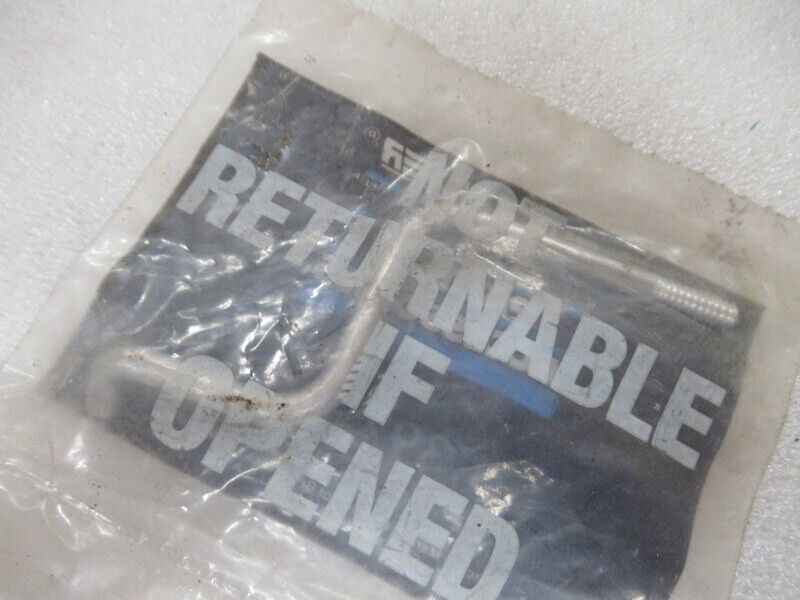 NOT
RETURNABLE
IF
OPENED